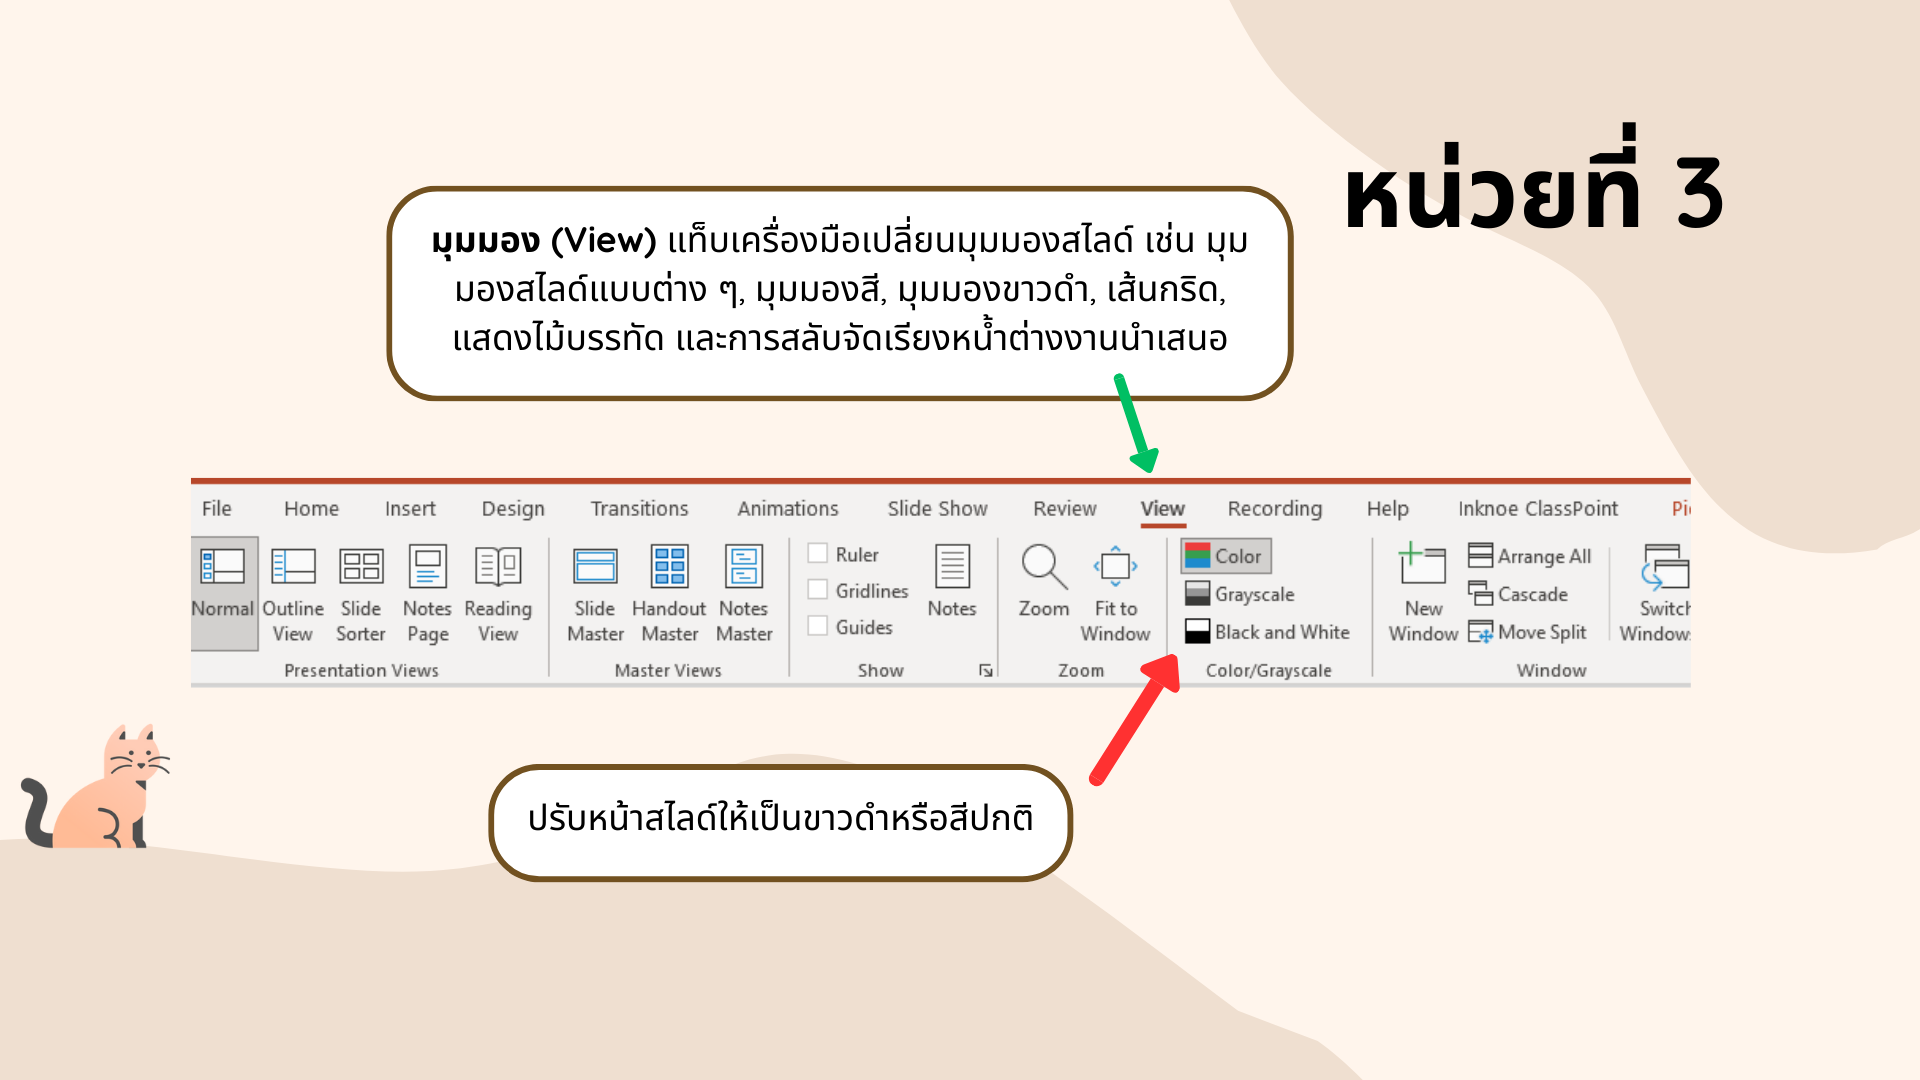 หน่วยที่ 3
มุมมอง (View) แท็บเครื่องมือเปลี่ยนมุมมองสไลด์ เช่น มุม
มองสไลด์แบบต่าง ๆ, มุมมองสี, มุมมองขาวดำ, เส้นกริด,
แสดงไม้บรรทัด และการสลับจัดเรียงหน้ำต่างงานนำเสนอ
File Home Insert Design Transitions Animations Slide Show Review View Recording Help Inknoe ClassPoint Pic
Normal
Outline View
Slide Sorter
Notes Page
Reading View
Presentation Views
Slide Master
Handout Master
Notes Master
Master Views
Ruler
Gridlines
Guides
Notes
Show
Zoom
Fit to Window
Zoom
Color
Grayscale
Black and White
Color/Grayscale
New Window
Arrange All
Cascade
Move Split
Switch Windows
Window
ปรับหน้าสไลด์ให้เป็นขาวดำหรือสีปกติ